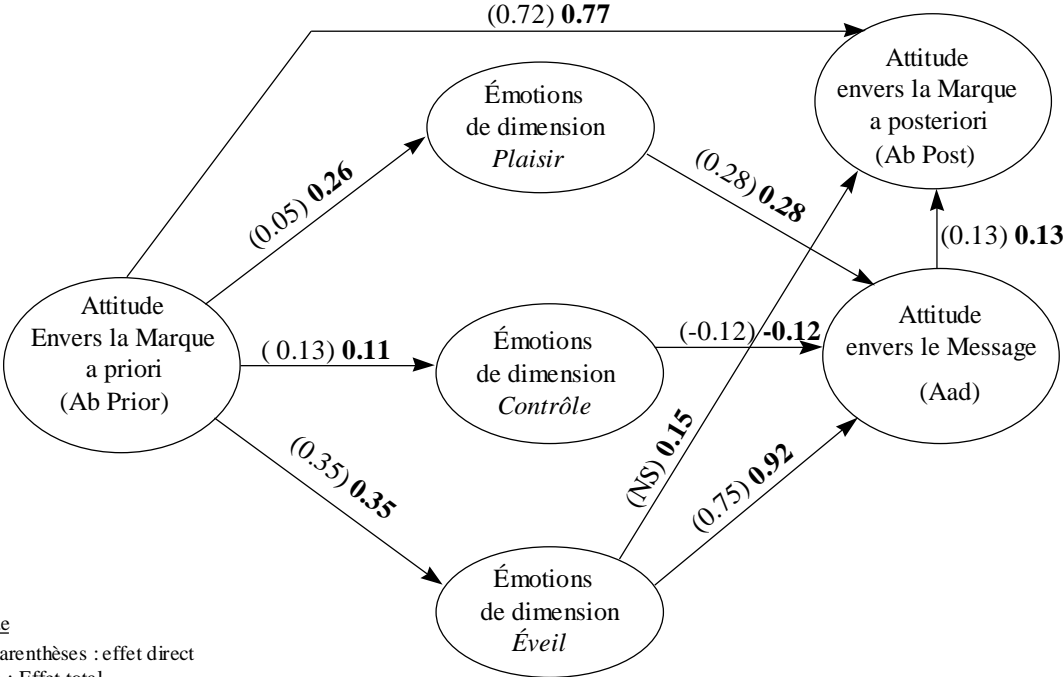 (0.72) 0.77
Attitude
envers la Marque
a posteriori
(Ab Post)
Émotions
de dimension
Plaisir
(0.28) 0.28
(0.05) 0.26
(0.13) 0.13
Attitude
Envers la Marque
a priori
(Ab Prior)
( 0.13) 0.11
Émotions
de dimension
Contrôle
(-0.12) -0.12
Attitude
envers le Message
(Aad)
(0.35) 0.35
(NS) 0.15
(0.75) 0.92
Émotions
de dimension
Éveil
: effet direct